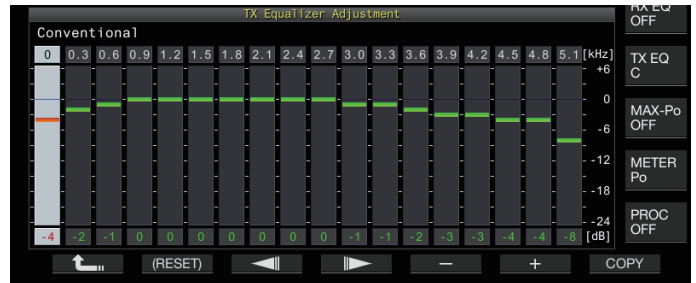 TX Equalizer Adjustment
Conventional
0 0.3 0.6 0.9 1.2 1.5 1.8 2.1 2.4 2.7 3.0 3.3 3.6 3.9 4.2 4.5 4.8 5.1 [kHz]
+6
0
-6
-12
-18
-24
-4 -2 -1 0 0 0 0 0 0 0 -1 -1 -2 -3 -3 -4 -4 -8 [dB]
RX EQ
OFF
TX EQ
C
MAX-Po
OFF
METER
Po
PROC
OFF
(RESET) − + COPY